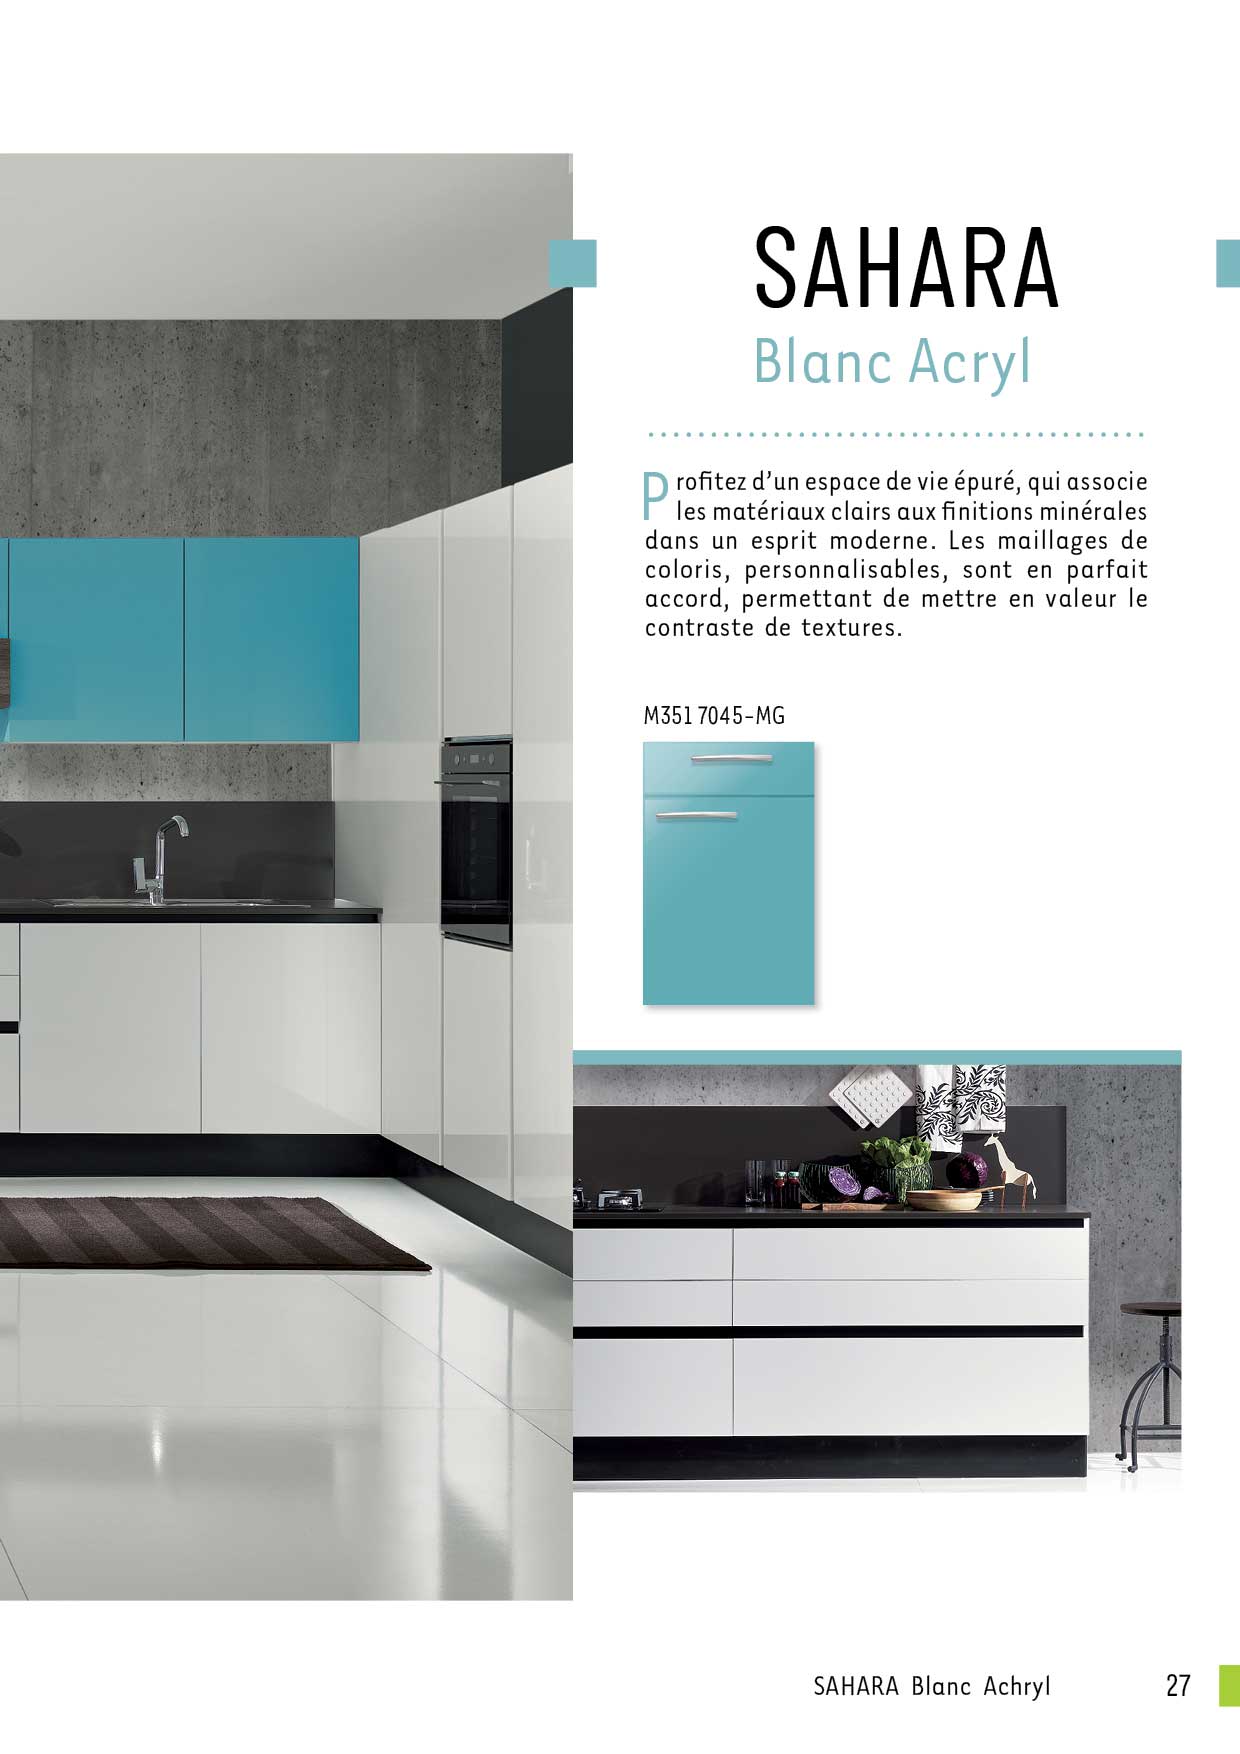 SAHARA
Blanc Acryl
Profitez d’un espace de vie épuré, qui associe
les matériaux clairs aux finitions minérales
dans un esprit moderne. Les maillages de
coloris, personnalisables, sont en parfait
accord, permettant de mettre en valeur le
contraste de textures.
M351 7045-MG
SAHARA Blanc Achryl 27